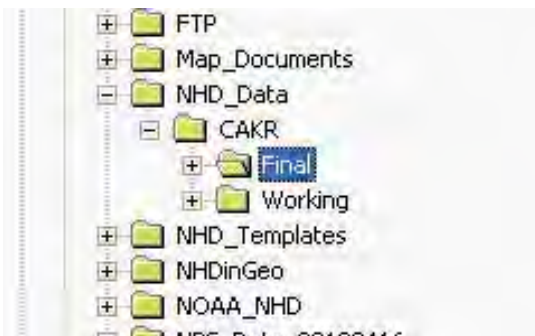 FTP
Map_Documents
NHD_Data
CAKR
Final
Working
NHD_Templates
NHDinGeo
NOAA_NHD